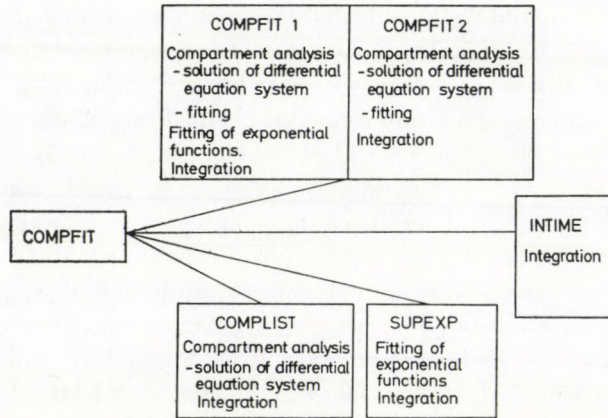 COMPFIT
Compartment analysis
- solution of differential
equation system
- fitting
Fitting of exponential
functions.
Integration
COMPFIT 2
Compartment analysis
- solution of differential
equation system
- fitting
Integration
COMPFIT
INTIME
Integration
COMPLIST
Compartment analysis
- solution of differential
equation system
Integration
SUPEXP
Fitting of
exponential
functions
Integration